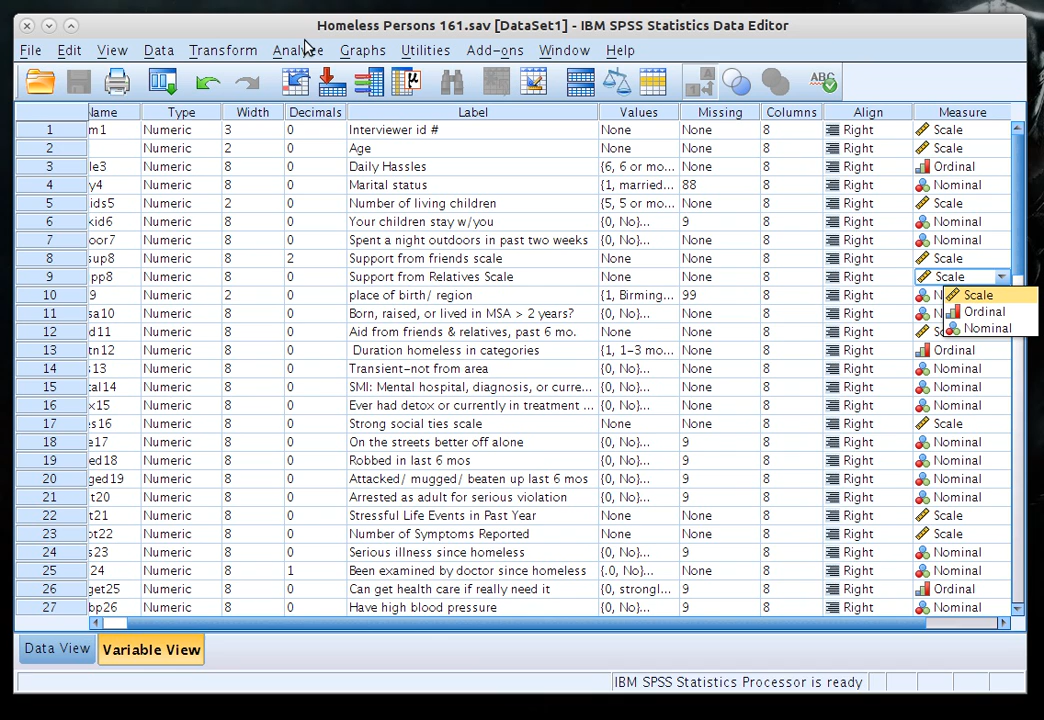 Homeless Persons 161.sav [DataSet1] - IBM SPSS Statistics Data Editor
File Edit View Data Transform Analyze Graphs Utilities Add-ons Window Help
ABC
Name Type Width Decimals Label Values Missing Columns Align Measure
1 m1 Numeric 3 0 Interviewer id # None None 8 Right Scale
2 Numeric 2 0 Age None None 8 Right Scale
3 le3 Numeric 8 0 Daily Hassles {6, 6 or mo... None 8 Right Ordinal
4 y4 Numeric 8 0 Marital status {1, married... 88 8 Right Nominal
5 ids5 Numeric 2 0 Number of living children {5, 5 or mo... None 8 Right Scale
6 kid6 Numeric 8 0 Your children stay w/you {0, No}... 9 8 Right Nominal
7 oor7 Numeric 8 0 Spent a night outdoors in past two weeks {0, No}... None 8 Right Nominal
8 sup8 Numeric 8 2 Support from friends scale None None 8 Right Scale
9 pp8 Numeric 8 0 Support from Relatives Scale None None 8 Right Scale
10 9 Numeric 2 0 place of birth/ region {1, Birming... 99 8 Right N
Scale
11 sa10 Numeric 8 0 Born, raised, or lived in MSA > 2 years? {0, No}... None 8 Right N
Ordinal
12 d11 Numeric 8 0 Aid from friends & relatives, past 6 mo. None None 8 Right Sc
Nominal
13 tn12 Numeric 8 0 Duration homeless in categories {1, 1-3 mo... None 8 Right Ordinal
14 s13 Numeric 8 0 Transient-not from area {0, No}... None 8 Right Nominal
15 tal14 Numeric 8 0 SMI: Mental hospital, diagnosis, or curre... {0, No}... None 8 Right Nominal
16 x15 Numeric 8 0 Ever had detox or currently in treatment ... {0, No}... None 8 Right Nominal
17 es16 Numeric 8 0 Strong social ties scale None None 8 Right Scale
18 e17 Numeric 8 0 On the streets better off alone {0, No}... 9 8 Right Nominal
19 ed18 Numeric 8 0 Robbed in last 6 mos {0, No}... 9 8 Right Nominal
20 ged19 Numeric 8 0 Attacked/ mugged/ beaten up last 6 mos {0, No}... 9 8 Right Nominal
21 t20 Numeric 8 0 Arrested as adult for serious violation {0, No}... 9 8 Right Nominal
22 t21 Numeric 8 0 Stressful Life Events in Past Year None None 8 Right Scale
23 ot22 Numeric 8 0 Number of Symptoms Reported None None 8 Right Scale
24 s23 Numeric 8 0 Serious illness since homeless {0, No}... 9 8 Right Nominal
25 24 Numeric 8 1 Been examined by doctor since homeless {.0, No}... None 8 Right Nominal
26 get25 Numeric 8 0 Can get health care if really need it {0, strongl... 9 8 Right Ordinal
27 bp26 Numeric 8 0 Have high blood pressure {0, No}... 9 8 Right Nominal
Data View Variable View
IBM SPSS Statistics Processor is ready